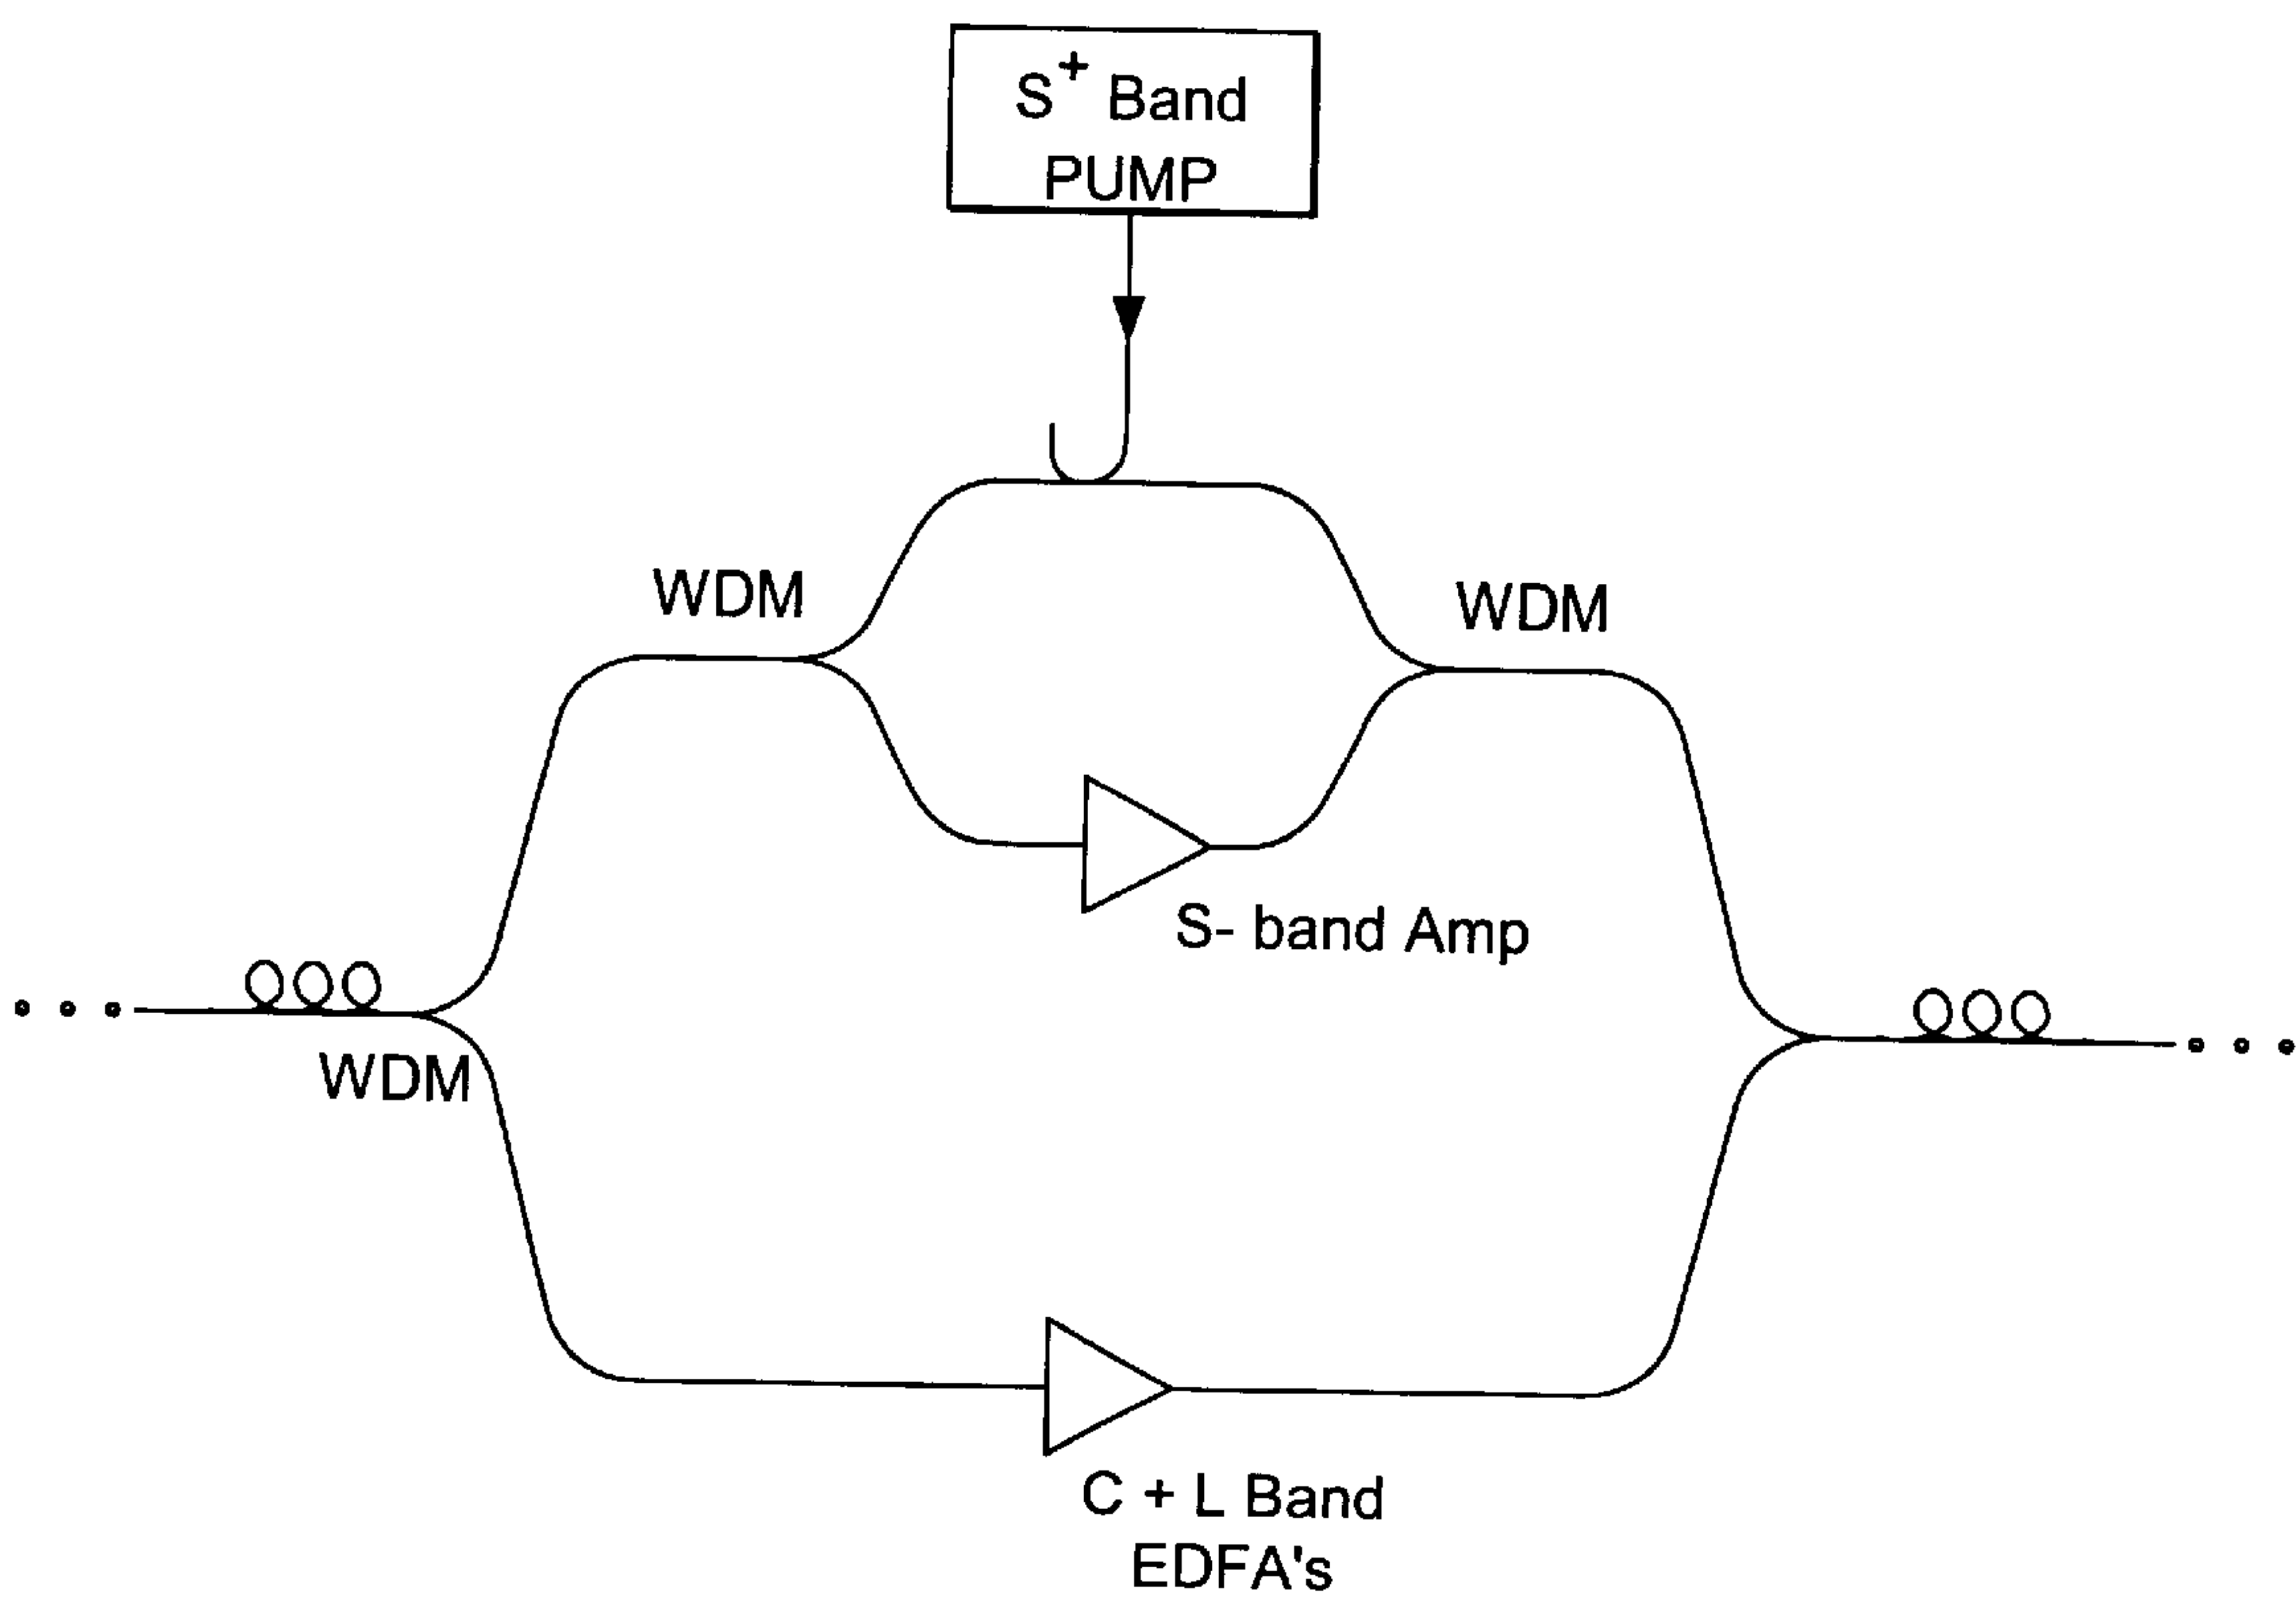 S⁺ Band
PUMP
WDM
WDM
S- band Amp
WDM
C + L Band
EDFA's